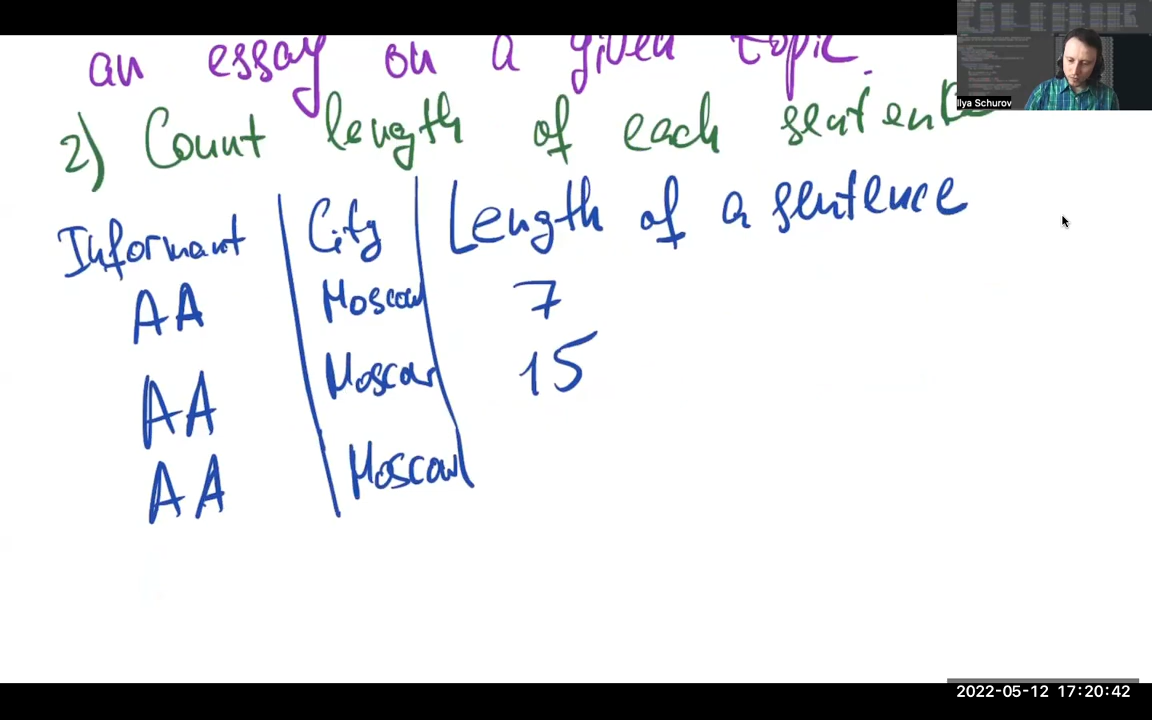 an essay on a given topic.
Ilya Schurov
2) Count length of each sentence
Informant City Length of a sentence
AA Moscow 7
AA Moscow 15
AA Moscow
2022-05-12 17:20:42